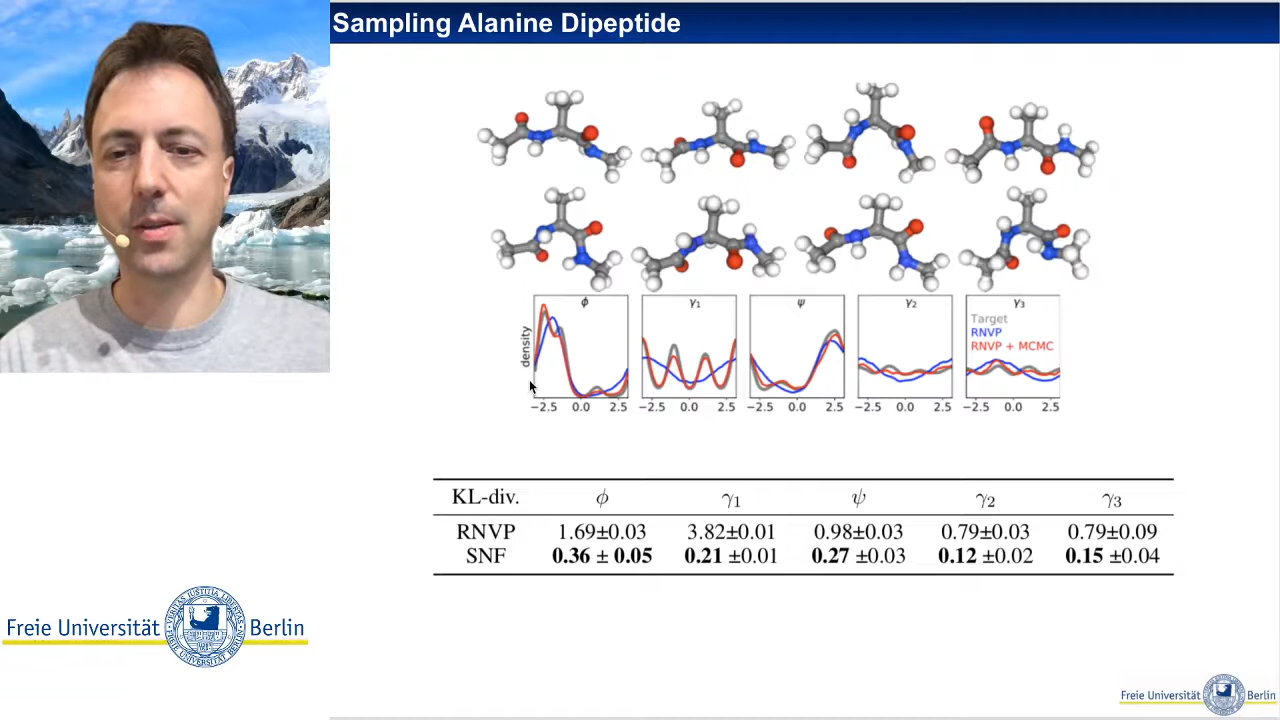 Sampling Alanine Dipeptide
ϕ γ₁ ψ γ₂ γ₃
density
Target
RNVP
RNVP + MCMC
−2.5 0.0 2.5 −2.5 0.0 2.5 −2.5 0.0 2.5 −2.5 0.0 2.5 −2.5 0.0 2.5
KL-div. ϕ γ₁ ψ γ₂ γ₃
RNVP 1.69±0.03 3.82±0.01 0.98±0.03 0.79±0.03 0.79±0.09
SNF 0.36 ± 0.05 0.21 ±0.01 0.27 ±0.03 0.12 ±0.02 0.15 ±0.04
Freie Universität Berlin
Freie Universität Berlin